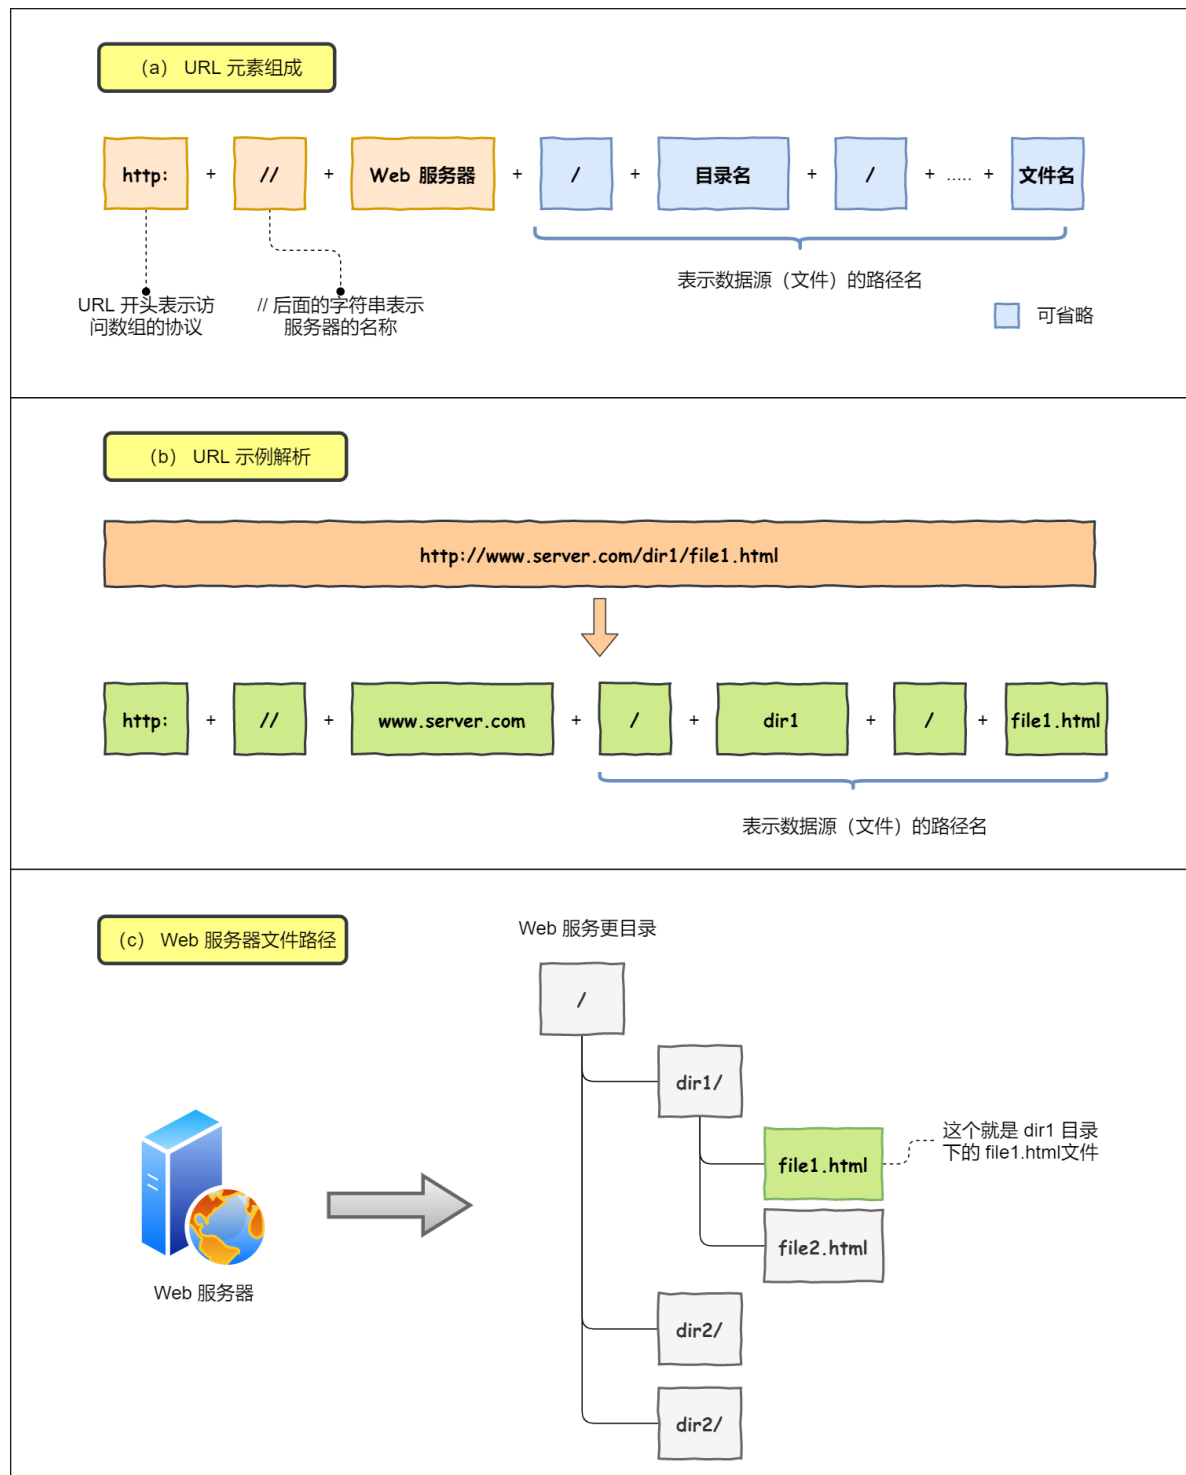 （a） URL 元素组成
http: + // + Web 服务器 + / + 目录名 + / + ..... + 文件名
表示数据源（文件）的路径名
URL 开头表示访
问数组的协议
// 后面的字符串表示
服务器的名称
可省略
（b） URL 示例解析
http://www.server.com/dir1/file1.html
http: + // + www.server.com + / + dir1 + / + file1.html
表示数据源（文件）的路径名
（c） Web 服务器文件路径
Web 服务更目录
/
dir1/
file1.html
这个就是 dir1 目录
下的 file1.html文件
file2.html
Web 服务器
dir2/
dir2/